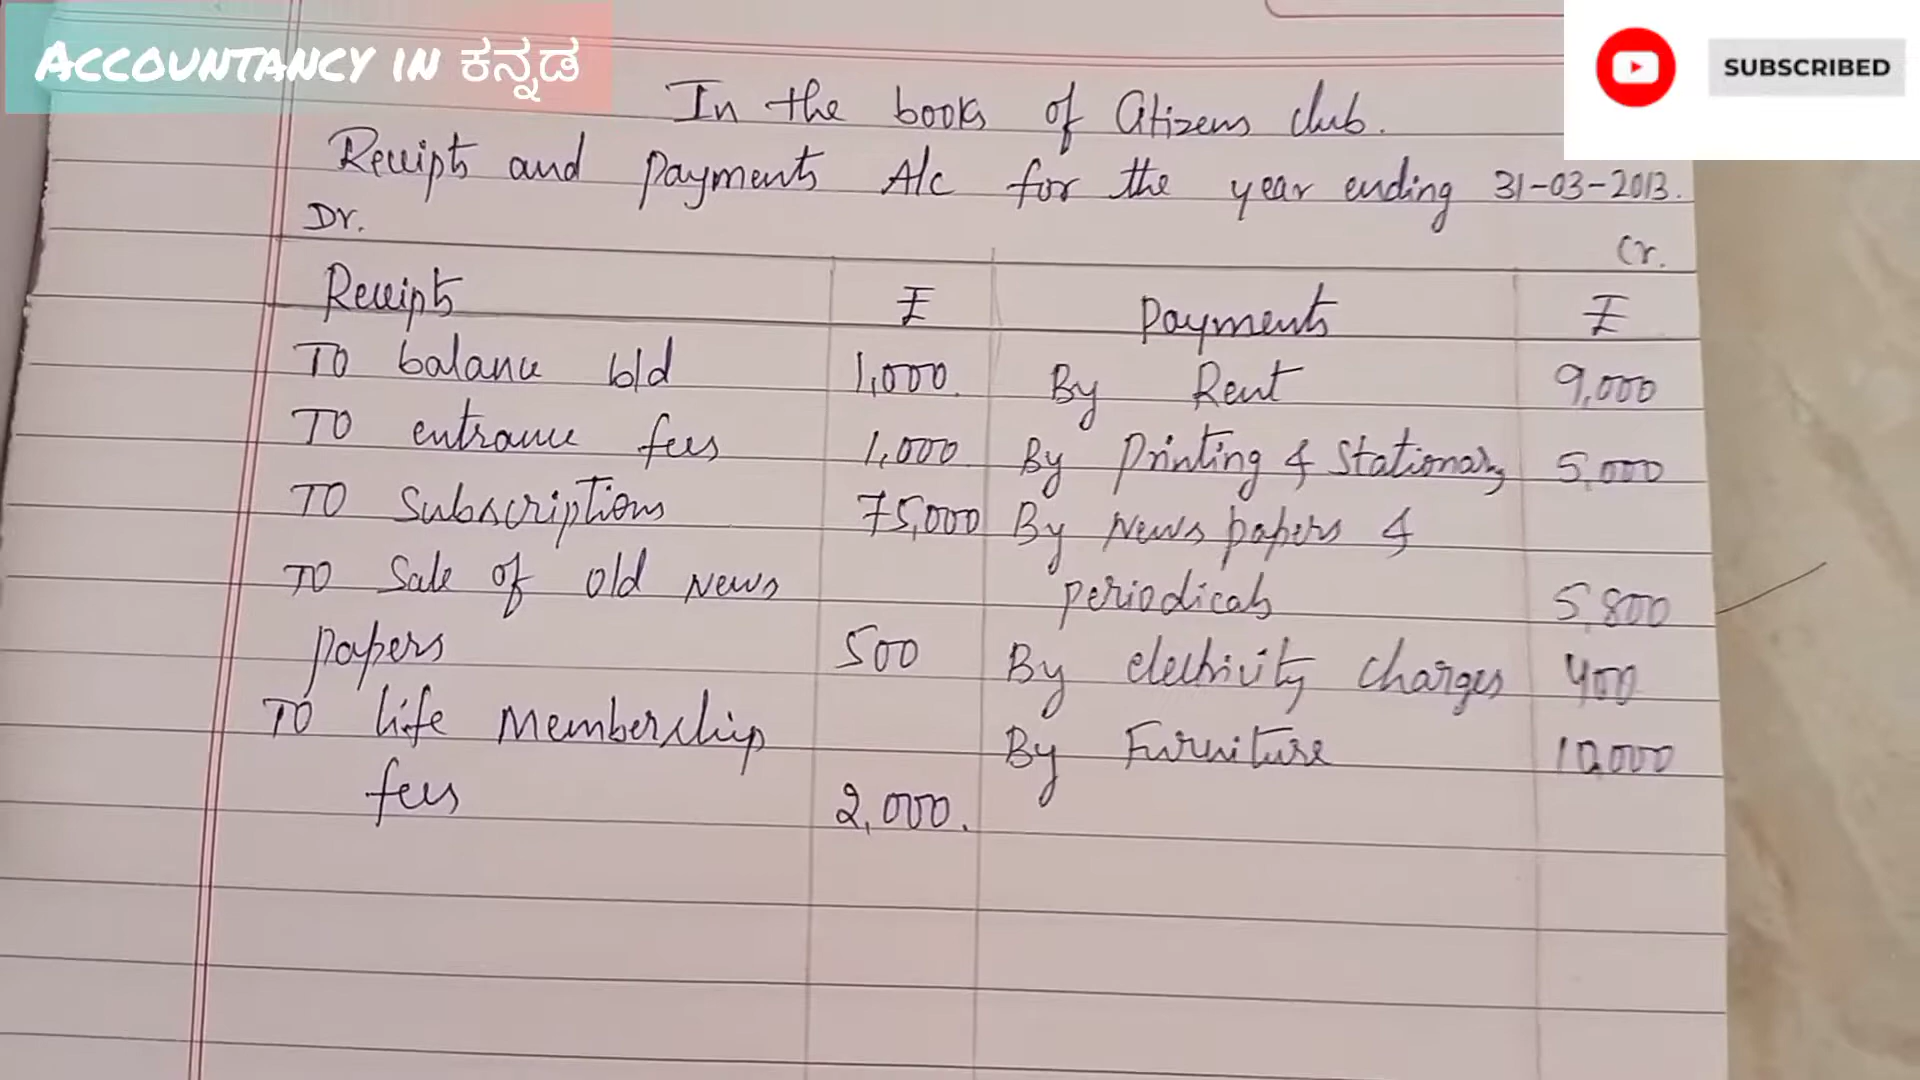 ACCOUNTANCY IN ಕನ್ನಡ
SUBSCRIBED
In the books of Citizens club.
Receipts and payments A/c for the year ending 31-03-2013.
Dr. Cr.
Receipts ₹ Payments ₹
TO balance b/d 1,000. By Rent 9,000
TO entrance fees 1,000 By Printing & Stationary 5,000
TO Subscriptions 75,000 By News papers &
TO Sale of old News periodicals 5,800
papers 500 By electricity charges 400
TO life Membership By Furniture 10,000
fees 2,000.